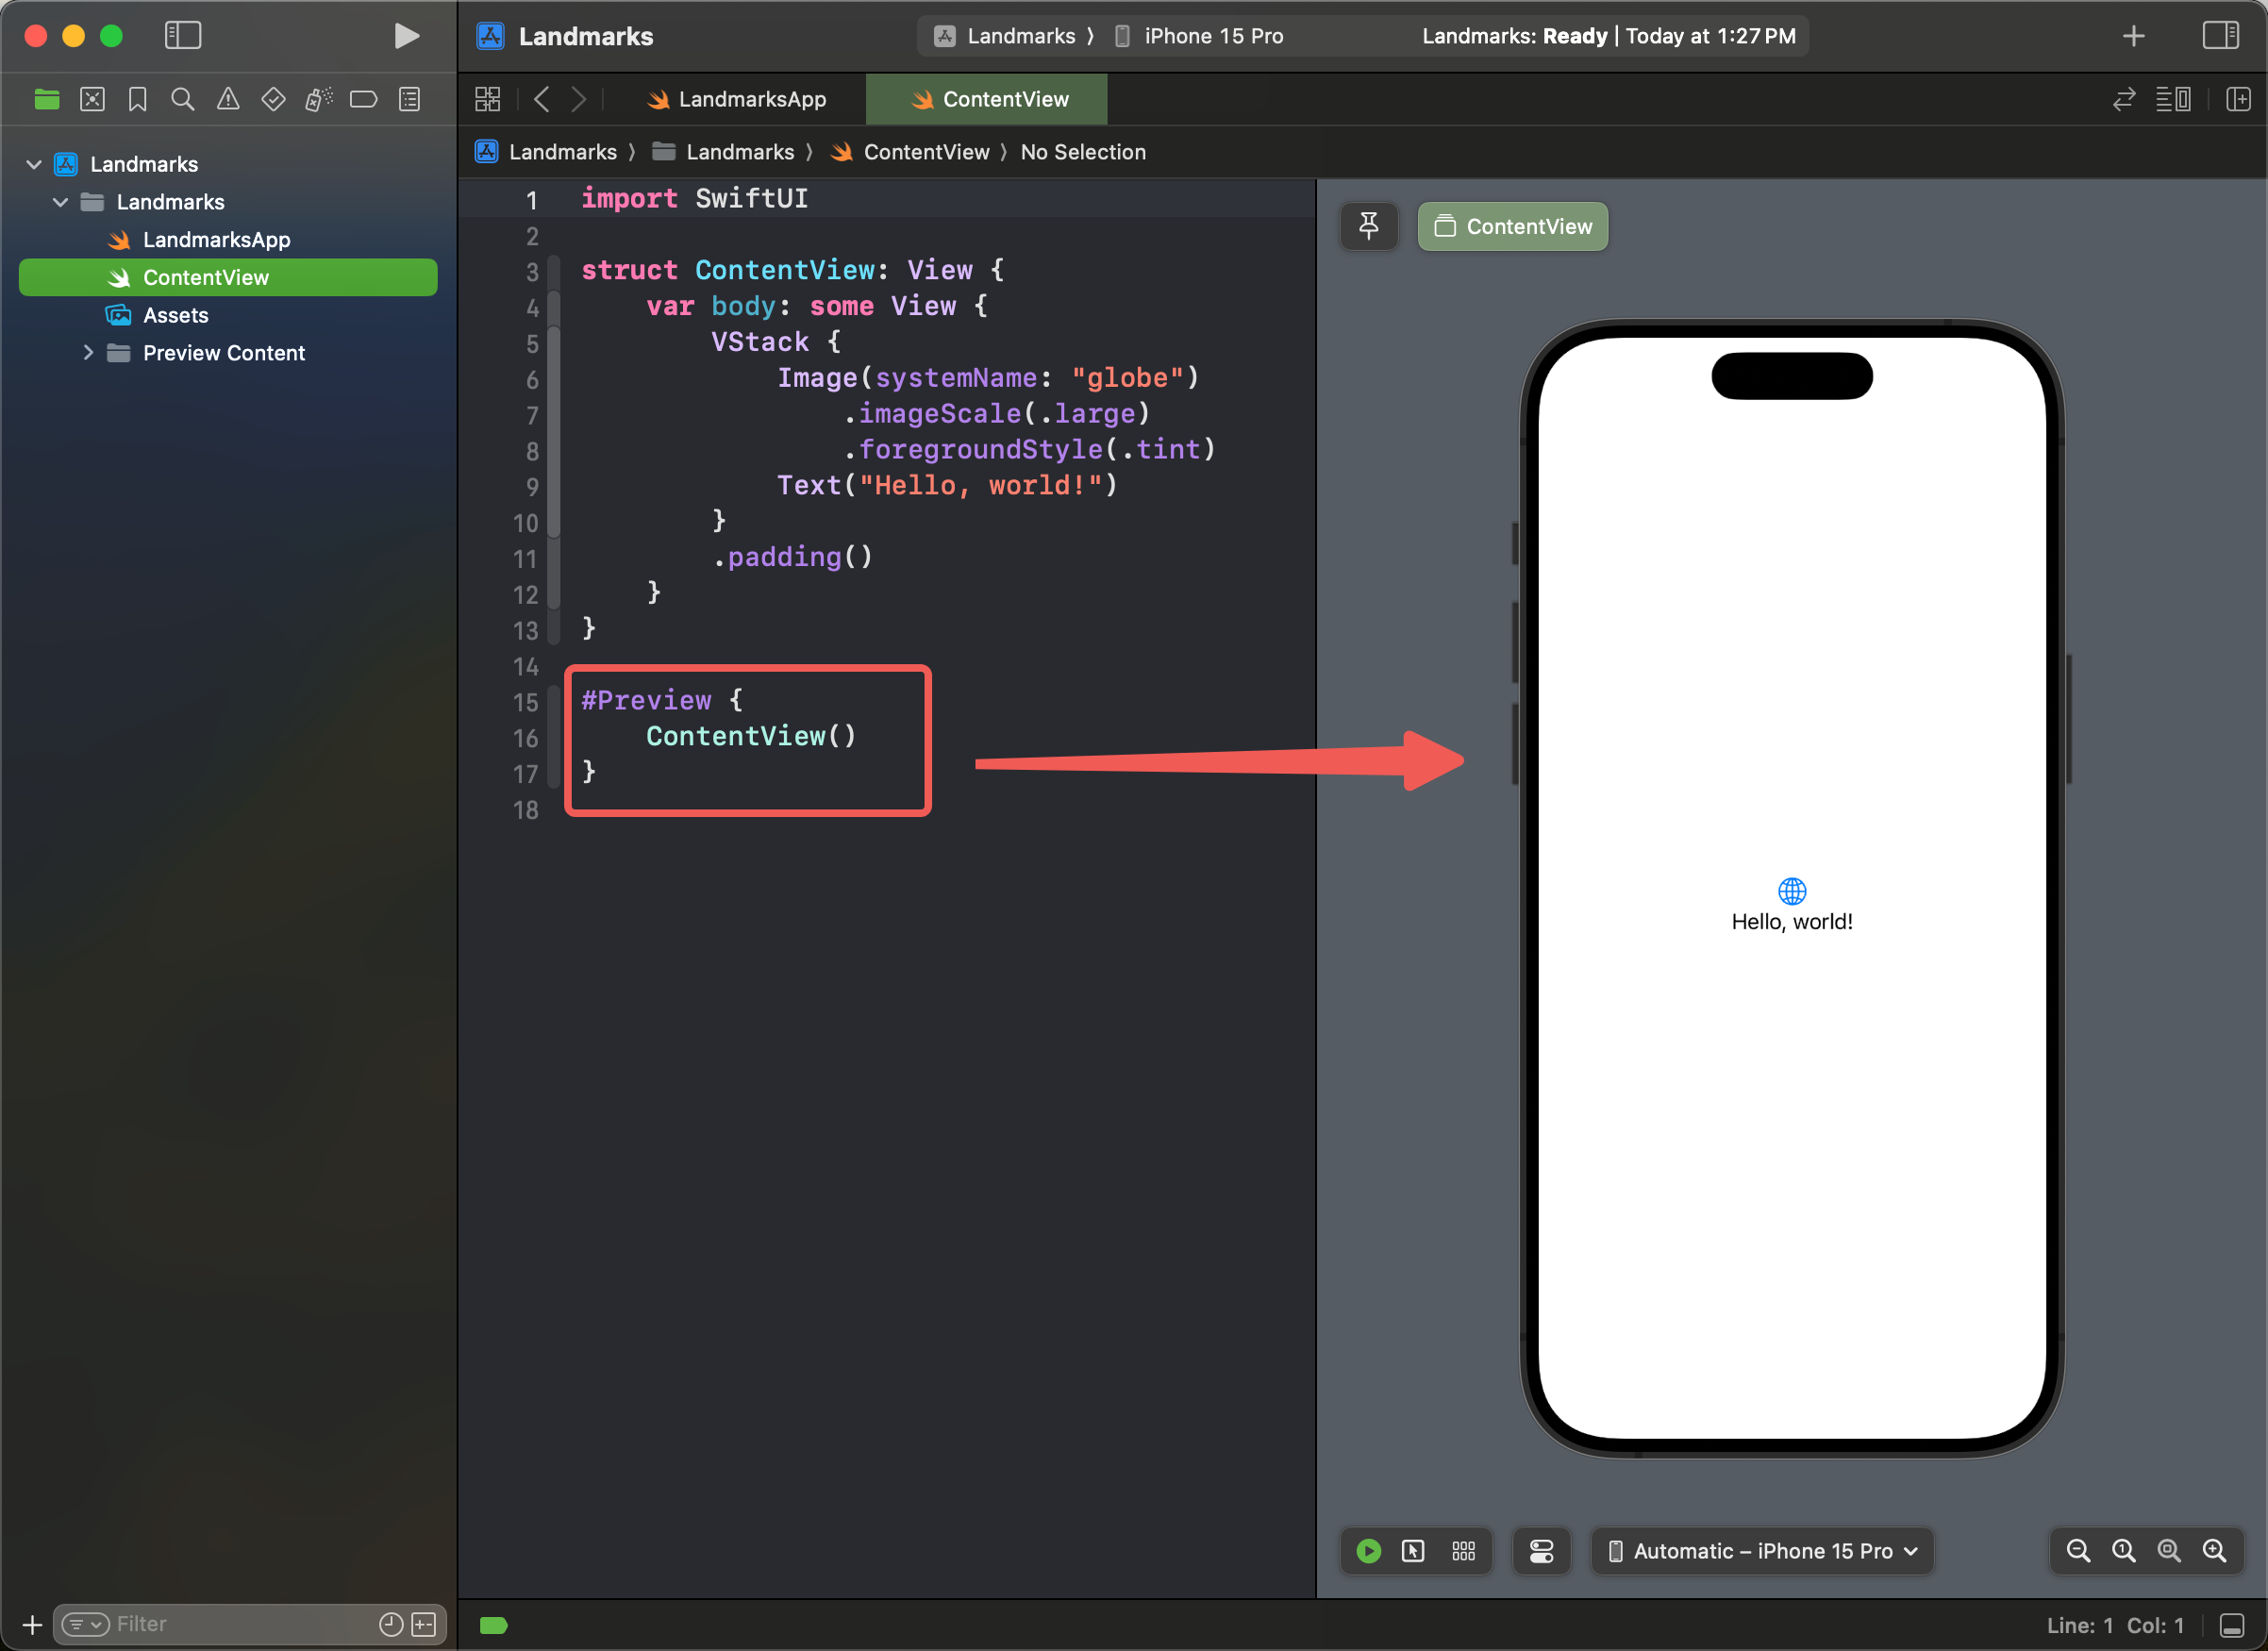 Landmarks
Landmarks ⟩ iPhone 15 Pro
Landmarks: Ready | Today at 1:27 PM
LandmarksApp
ContentView
Landmarks ⟩ Landmarks ⟩ ContentView ⟩ No Selection
Landmarks
Landmarks
LandmarksApp
ContentView
Assets
Preview Content
1 import SwiftUI
2
3 struct ContentView: View {
4     var body: some View {
5         VStack {
6             Image(systemName: "globe")
7                 .imageScale(.large)
8                 .foregroundStyle(.tint)
9             Text("Hello, world!")
10         }
11         .padding()
12     }
13 }
14
15 #Preview {
16     ContentView()
17 }
18
ContentView
Hello, world!
Automatic – iPhone 15 Pro
Filter
Line: 1 Col: 1